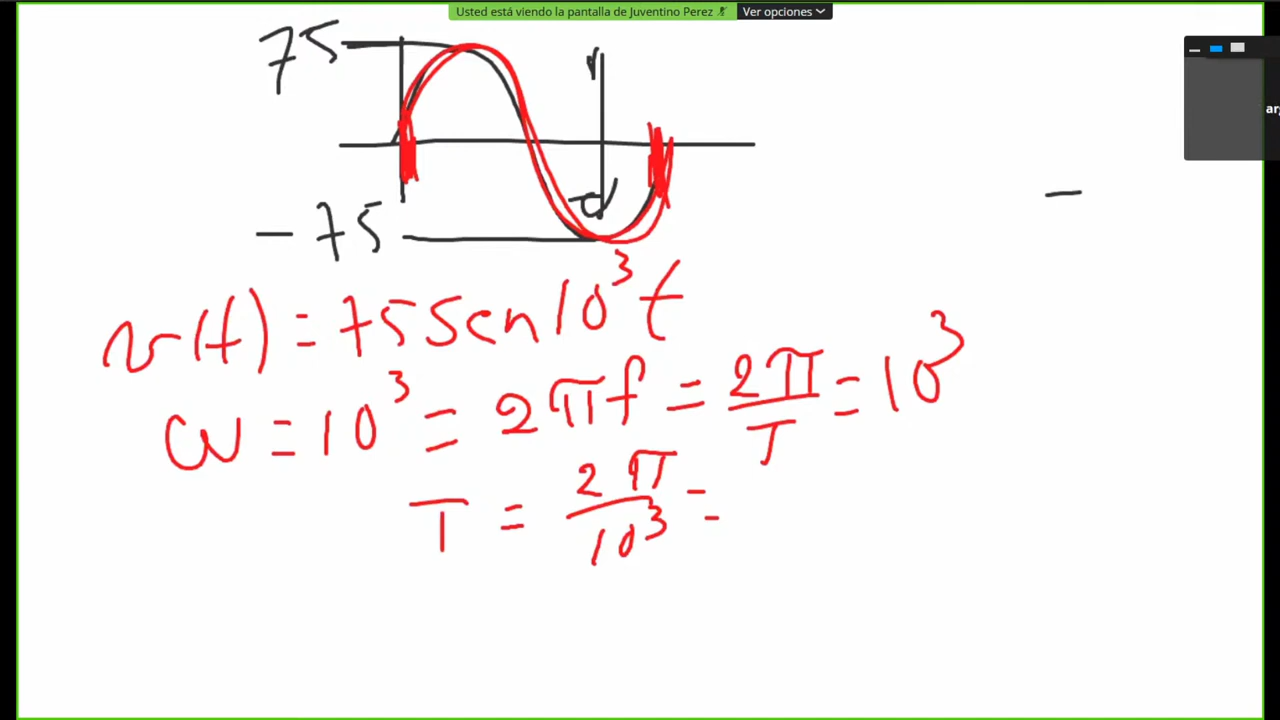 Usted está viendo la pantalla de Juventino Perez
Ver opciones
75
-75
v(t) = 75 Sen 10³ t
ω = 10³ = 2πf = 2π/T = 10³
T = 2π/10³ =